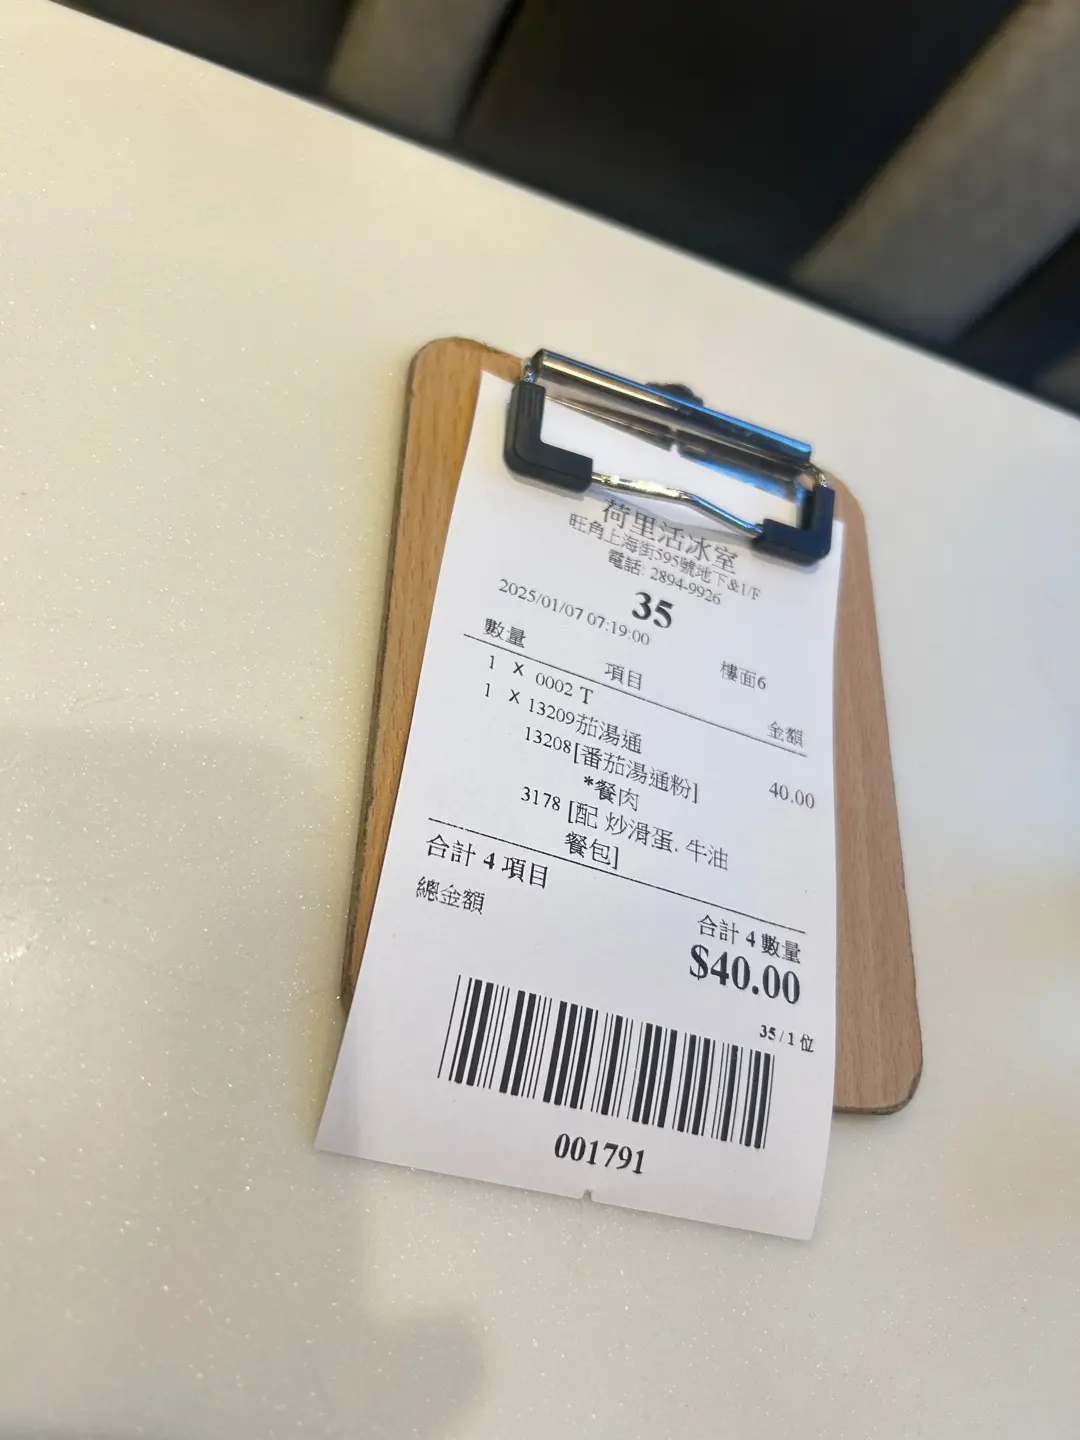 荷里活冰室
旺角上海街595號地下&1/F
電話: 2894-9926
35
2025/01/07 07:19:00
樓面6
數量 項目 金額
1 x 0002 T
1 x 13209茄湯通 40.00
13208[番茄湯通粉]
*餐肉
3178 [配 炒滑蛋. 牛油
餐包]
合計 4 項目 合計 4 數量
總金額 $40.00
35 / 1 位
001791